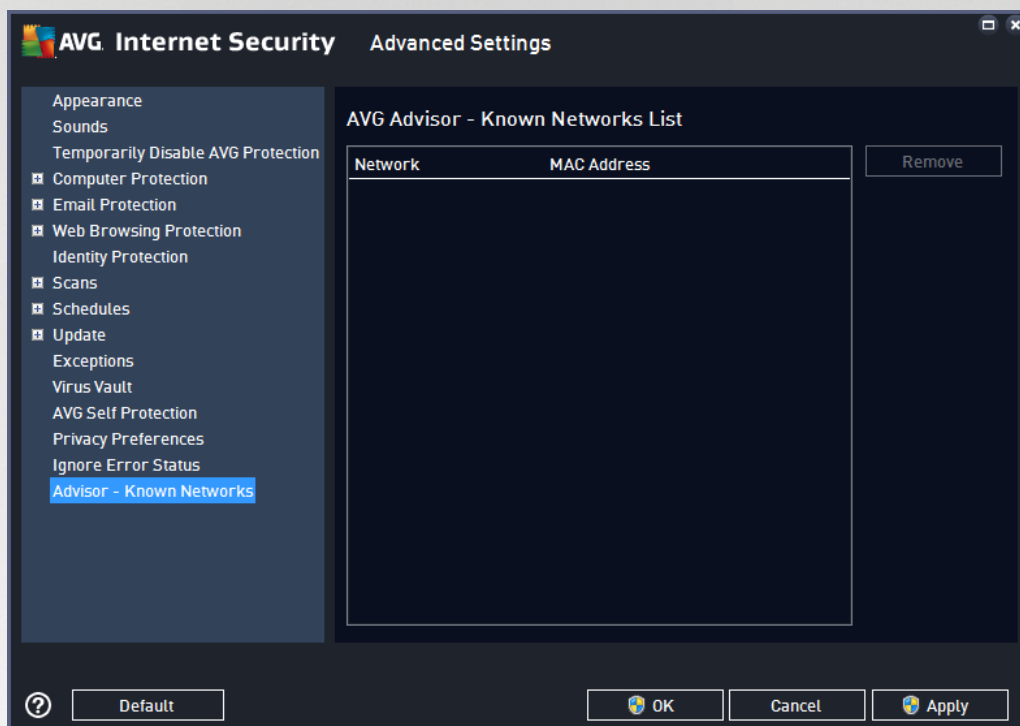 AVG. Internet Security Advanced Settings
Appearance
Sounds
Temporarily Disable AVG Protection
Computer Protection
Email Protection
Web Browsing Protection
Identity Protection
Scans
Schedules
Update
Exceptions
Virus Vault
AVG Self Protection
Privacy Preferences
Ignore Error Status
Advisor - Known Networks
AVG Advisor - Known Networks List
Network MAC Address
Remove
? Default OK Cancel Apply